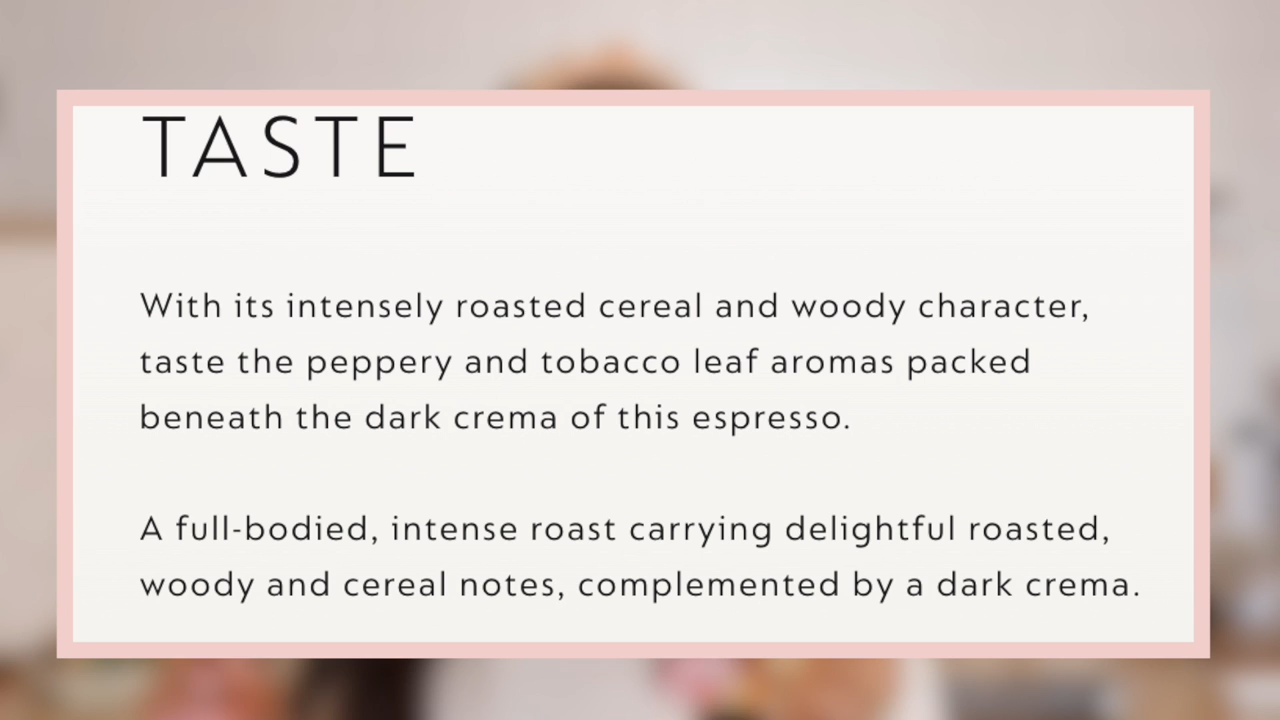 TASTE
With its intensely roasted cereal and woody character,
taste the peppery and tobacco leaf aromas packed
beneath the dark crema of this espresso.
A full-bodied, intense roast carrying delightful roasted,
woody and cereal notes, complemented by a dark crema.